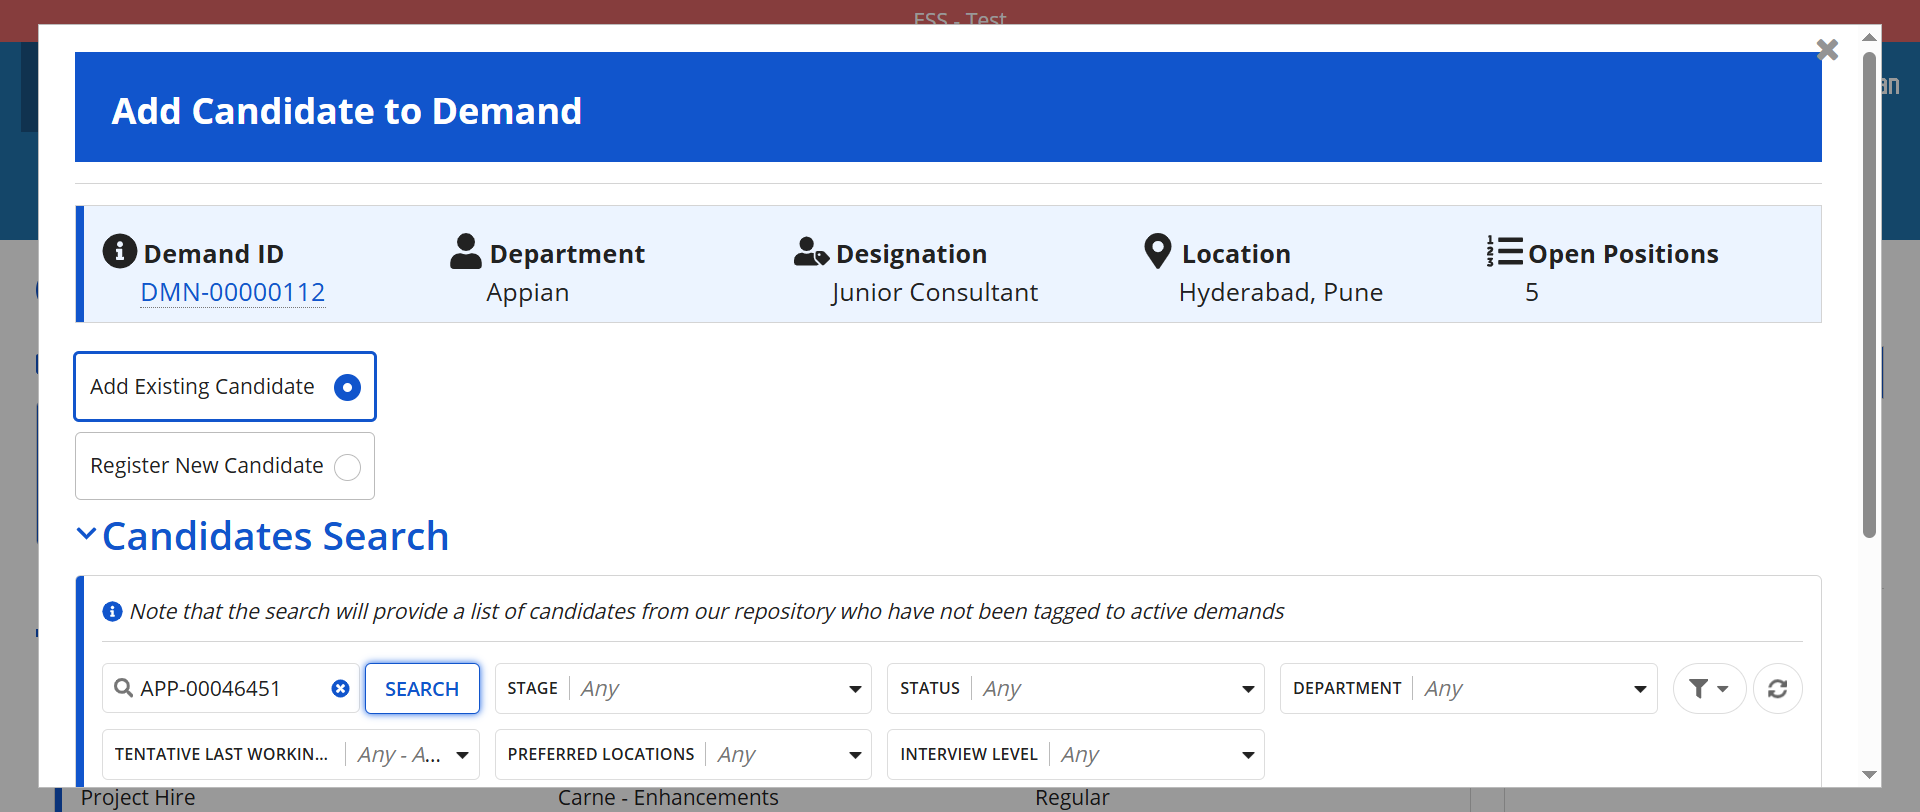 ESS - Test
an
Add Candidate to Demand
Demand ID
DMN-00000112
Department
Appian
Designation
Junior Consultant
Location
Hyderabad, Pune
Open Positions
5
Add Existing Candidate
Register New Candidate
Candidates Search
Note that the search will provide a list of candidates from our repository who have not been tagged to active demands
APP-00046451
SEARCH
STAGE Any
STATUS Any
DEPARTMENT Any
TENTATIVE LAST WORKIN... Any - A...
PREFERRED LOCATIONS Any
INTERVIEW LEVEL Any
Project Hire
Carne - Enhancements
Regular